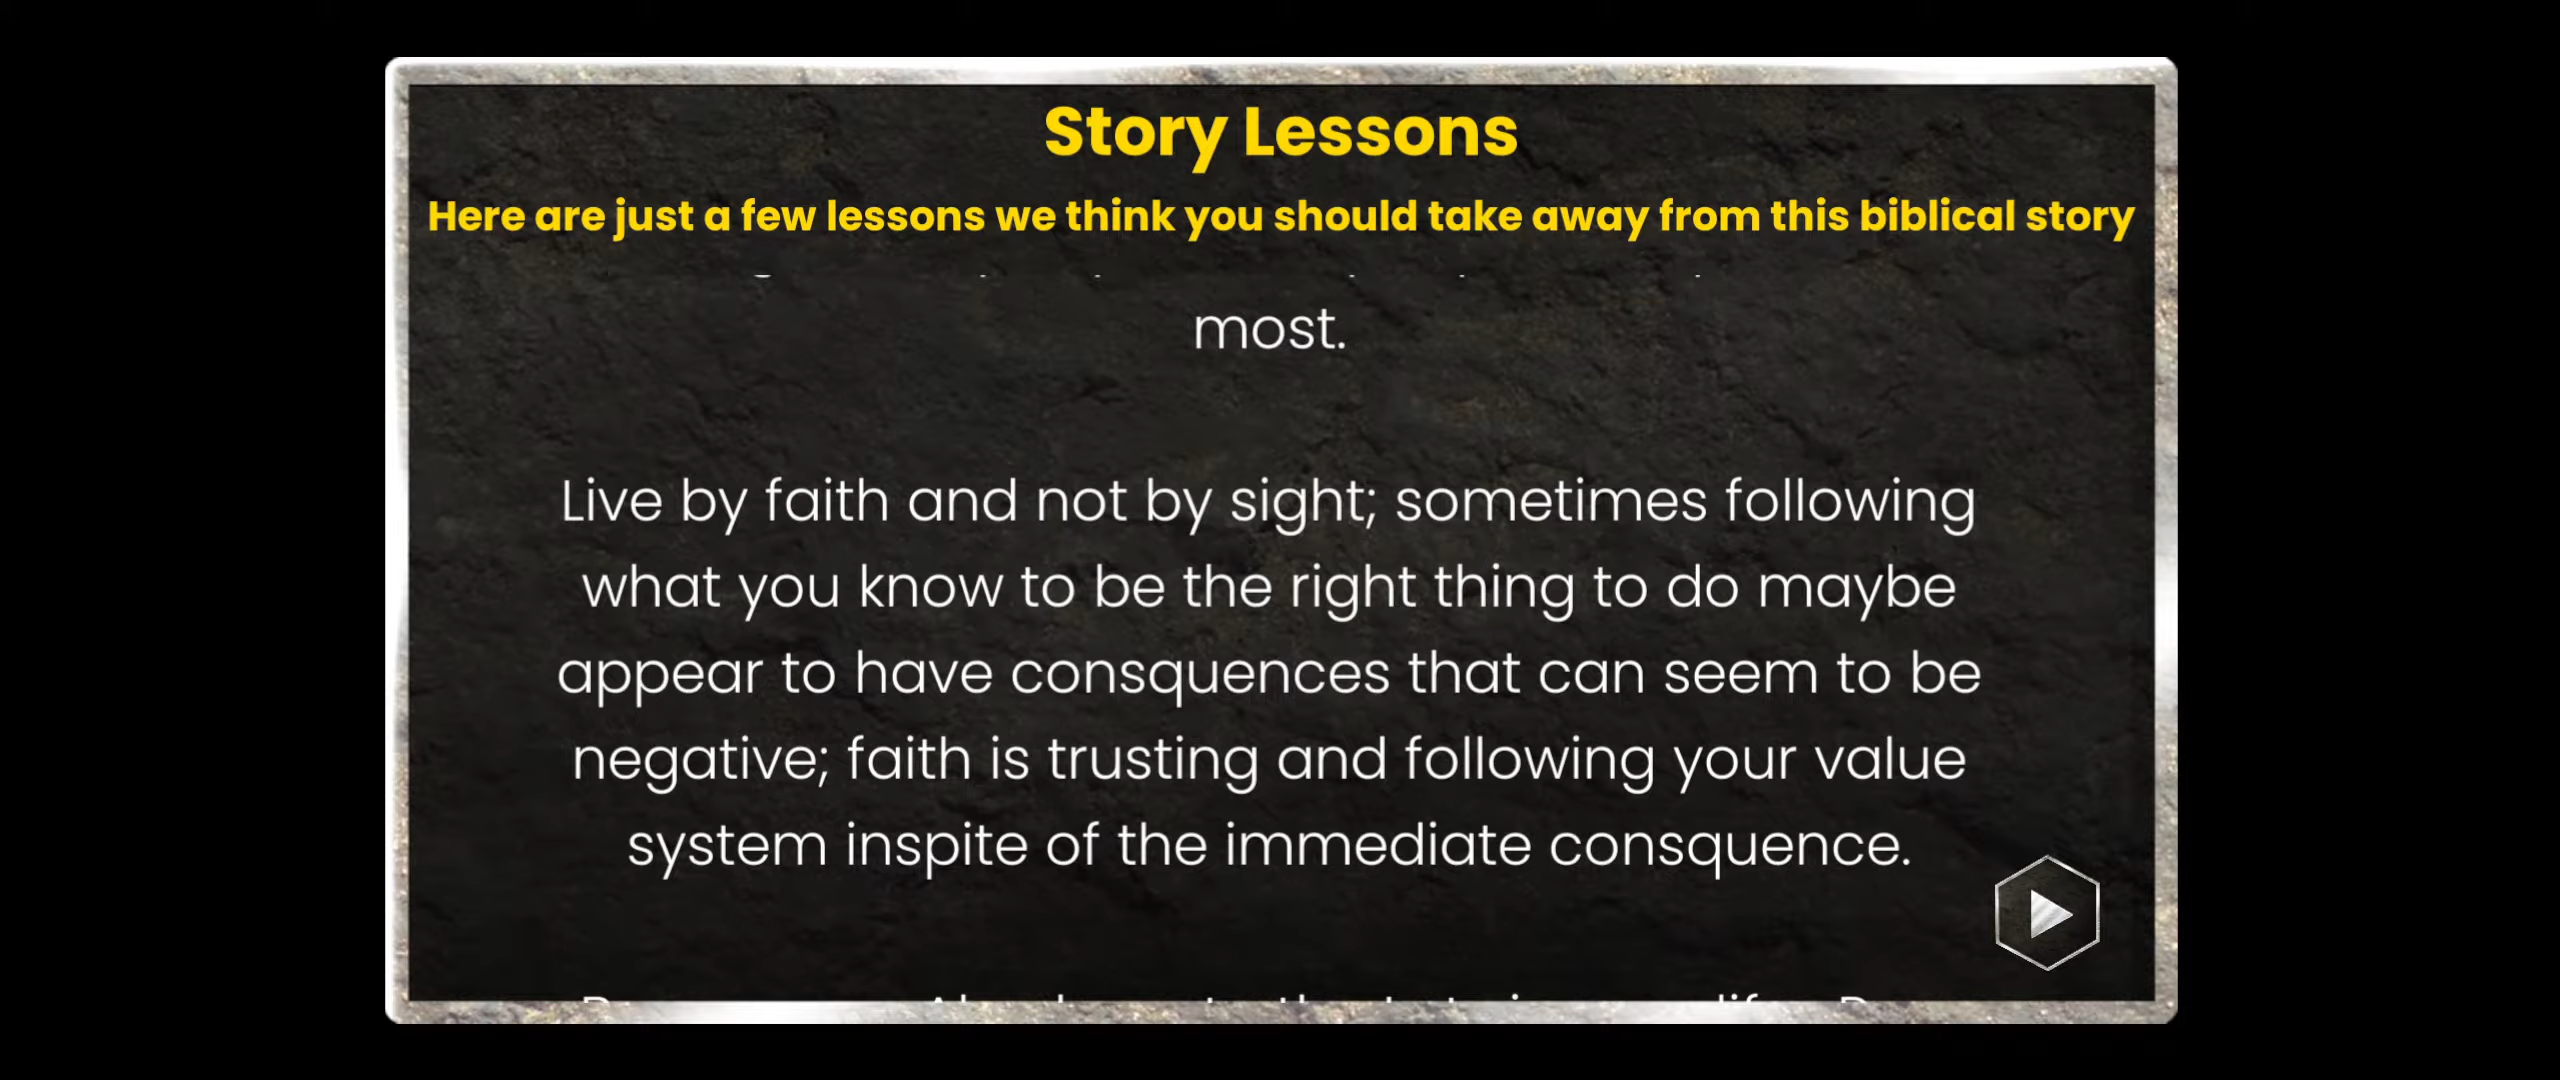 Story Lessons
Here are just a few lessons we think you should take away from this biblical story
most.
Live by faith and not by sight; sometimes following
what you know to be the right thing to do maybe
appear to have consquences that can seem to be
negative; faith is trusting and following your value
system inspite of the immediate consquence.